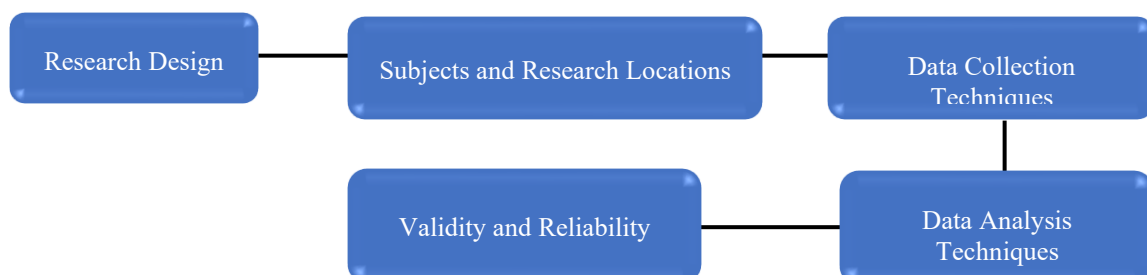 Research Design
Subjects and Research Locations
Data Collection
Techniques
Data Analysis
Techniques
Validity and Reliability